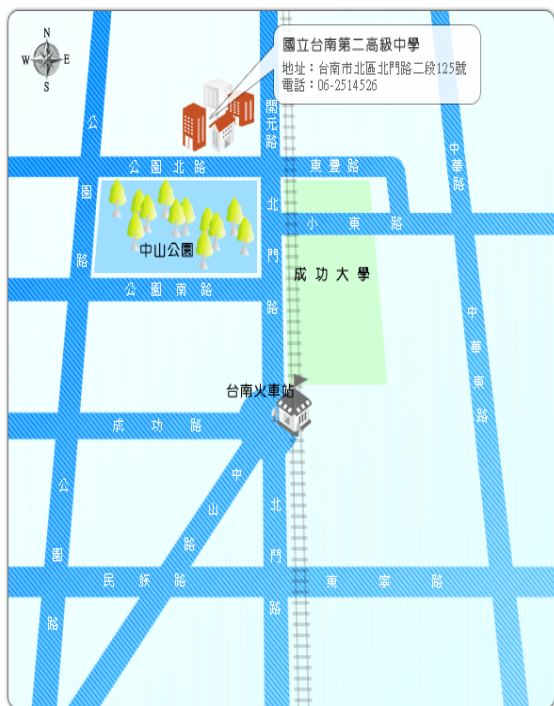 N
W E
S
國立台南第二高級中學
地址：台南市北區北門路二段125號
電話：06-2514526
公園路
開元路
中華路
公園北路
東豐路
北門路
小東路
中山公園
成功大學
公園南路
中華東路
台南火車站
成功路
中山路
公園路
北門路
民族路
東寧路